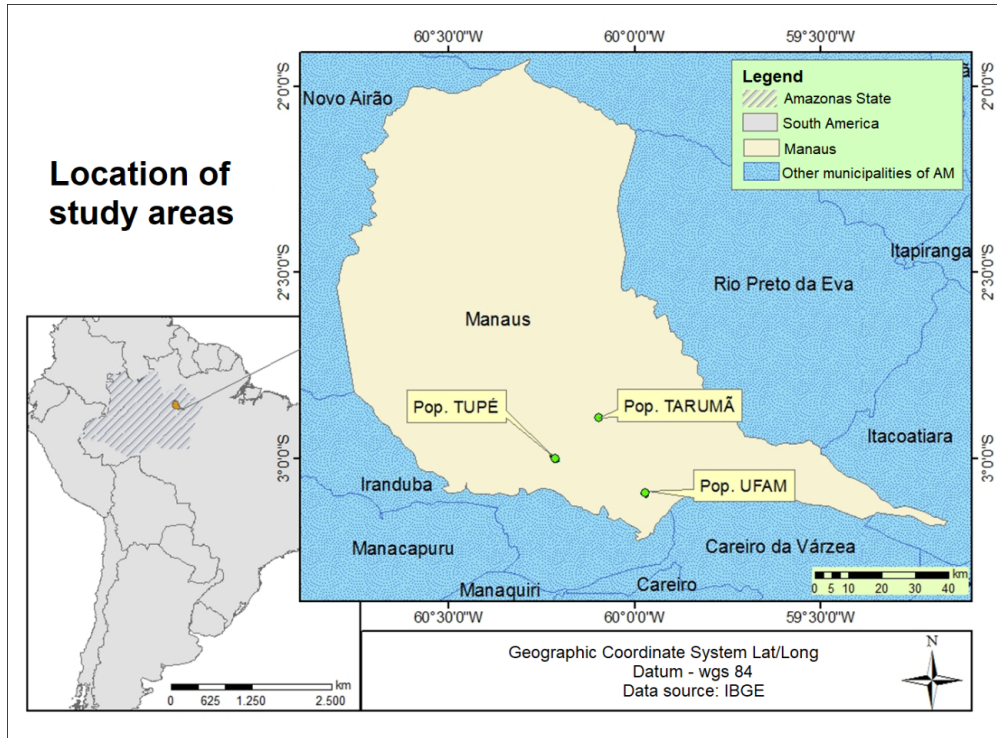 Location of
study areas
60°30'0"W
60°0'0"W
59°30'0"W
2°0'0"S
2°0'0"S
Legend
Amazonas State
South America
Manaus
Other municipalities of AM
ã
Novo Airão
Itapiranga
2°30'0"S
2°30'0"S
Rio Preto da Eva
Manaus
Pop. TUPÉ
Pop. TARUMÃ
Itacoatiara
3°0'0"S
3°0'0"S
Iranduba
Pop. UFAM
Manacapuru
Careiro da Várzea
Manaquiri
Careiro
km
0 5 10 20 30 40
60°30'0"W
60°0'0"W
59°30'0"W
km
0 625 1.250 2.500
Geographic Coordinate System Lat/Long
Datum - wgs 84
Data source: IBGE
N